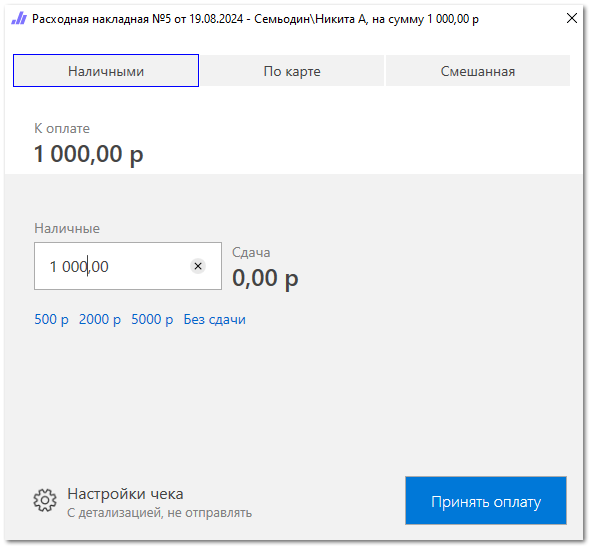 Расходная накладная №5 от 19.08.2024 - Семьодин\Никита А, на сумму 1 000,00 р
Наличными По карте Смешанная
К оплате
1 000,00 р
Наличные
1 000,00
Сдача
0,00 р
500 р 2000 р 5000 р Без сдачи
Настройки чека
С детализацией, не отправлять
Принять оплату